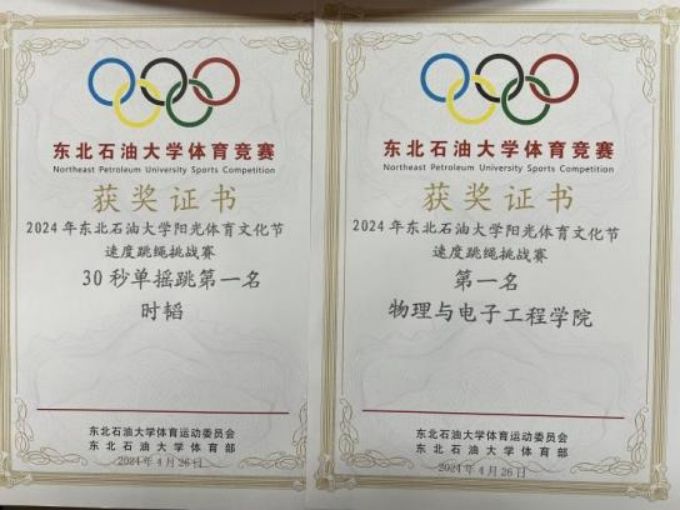 东北石油大学体育竞赛
Northeast Petroleum University Sports Competition
获奖证书
2024年东北石油大学阳光体育文化节
速度跳绳挑战赛
30秒单摇跳第一名
时韬
东北石油大学体育运动委员会
东北石油大学体育部
2024年4月26日
东北石油大学体育竞赛
Northeast Petroleum University Sports Competition
获奖证书
2024年东北石油大学阳光体育文化节
速度跳绳挑战赛
第一名
物理与电子工程学院
东北石油大学体育运动委员会
东北石油大学体育部
2024年4月26日